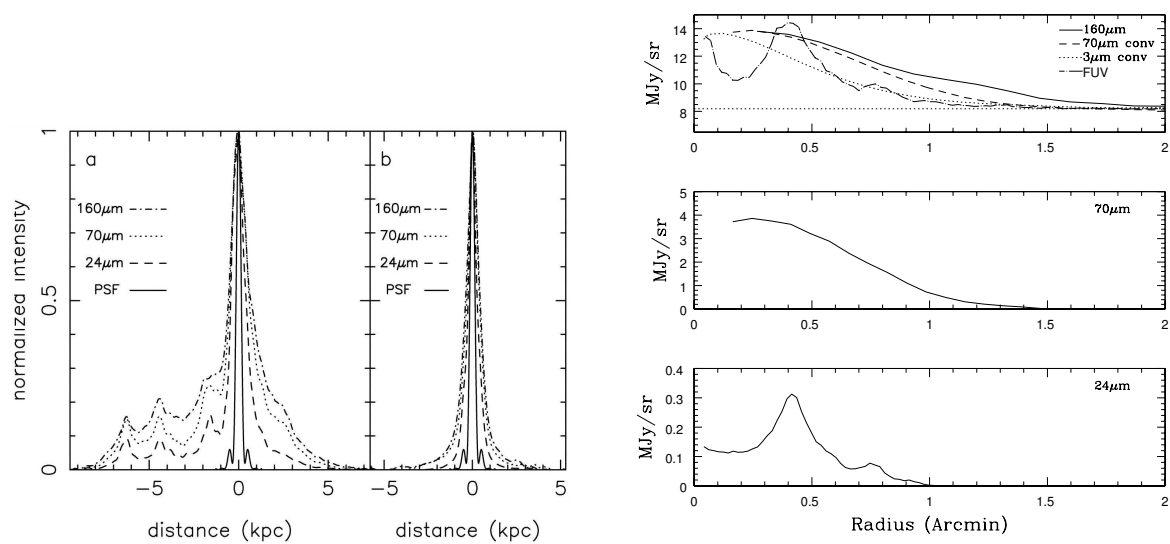 a
160μm
70μm
24μm
PSF
b
160μm
70μm
24μm
PSF
normalized intensity
0
0.5
1
−5
0
5
−5
0
5
distance (kpc)
distance (kpc)
160μm
70μm conv
3μm conv
FUV
MJy/sr
14
12
10
8
0
0.5
1
1.5
2
70μm
MJy/sr
5
4
3
2
1
0
0
0.5
1
1.5
2
24μm
MJy/sr
0.4
0.3
0.2
0.1
0
0
0.5
1
1.5
2
Radius (Arcmin)